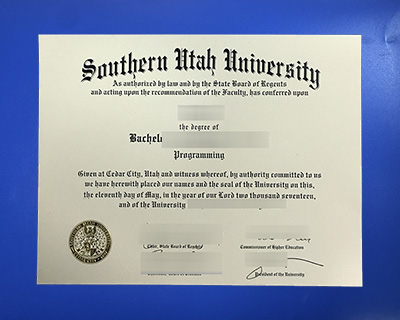 Southern Utah University
As authorized by law and by the State Board of Regents
and acting upon the recommendation of the Faculty, has conferred upon
the degree of
Bachel
Programming
Given at Cedar City, Utah and witness whereof, by authority committed to us
we have herewith placed our names and the seal of the University on this,
the eleventh day of May, in the year of our Lord two thousand seventeen,
and of the University
Chair, State Board of Regents
Commissioner of Higher Education
President of the University